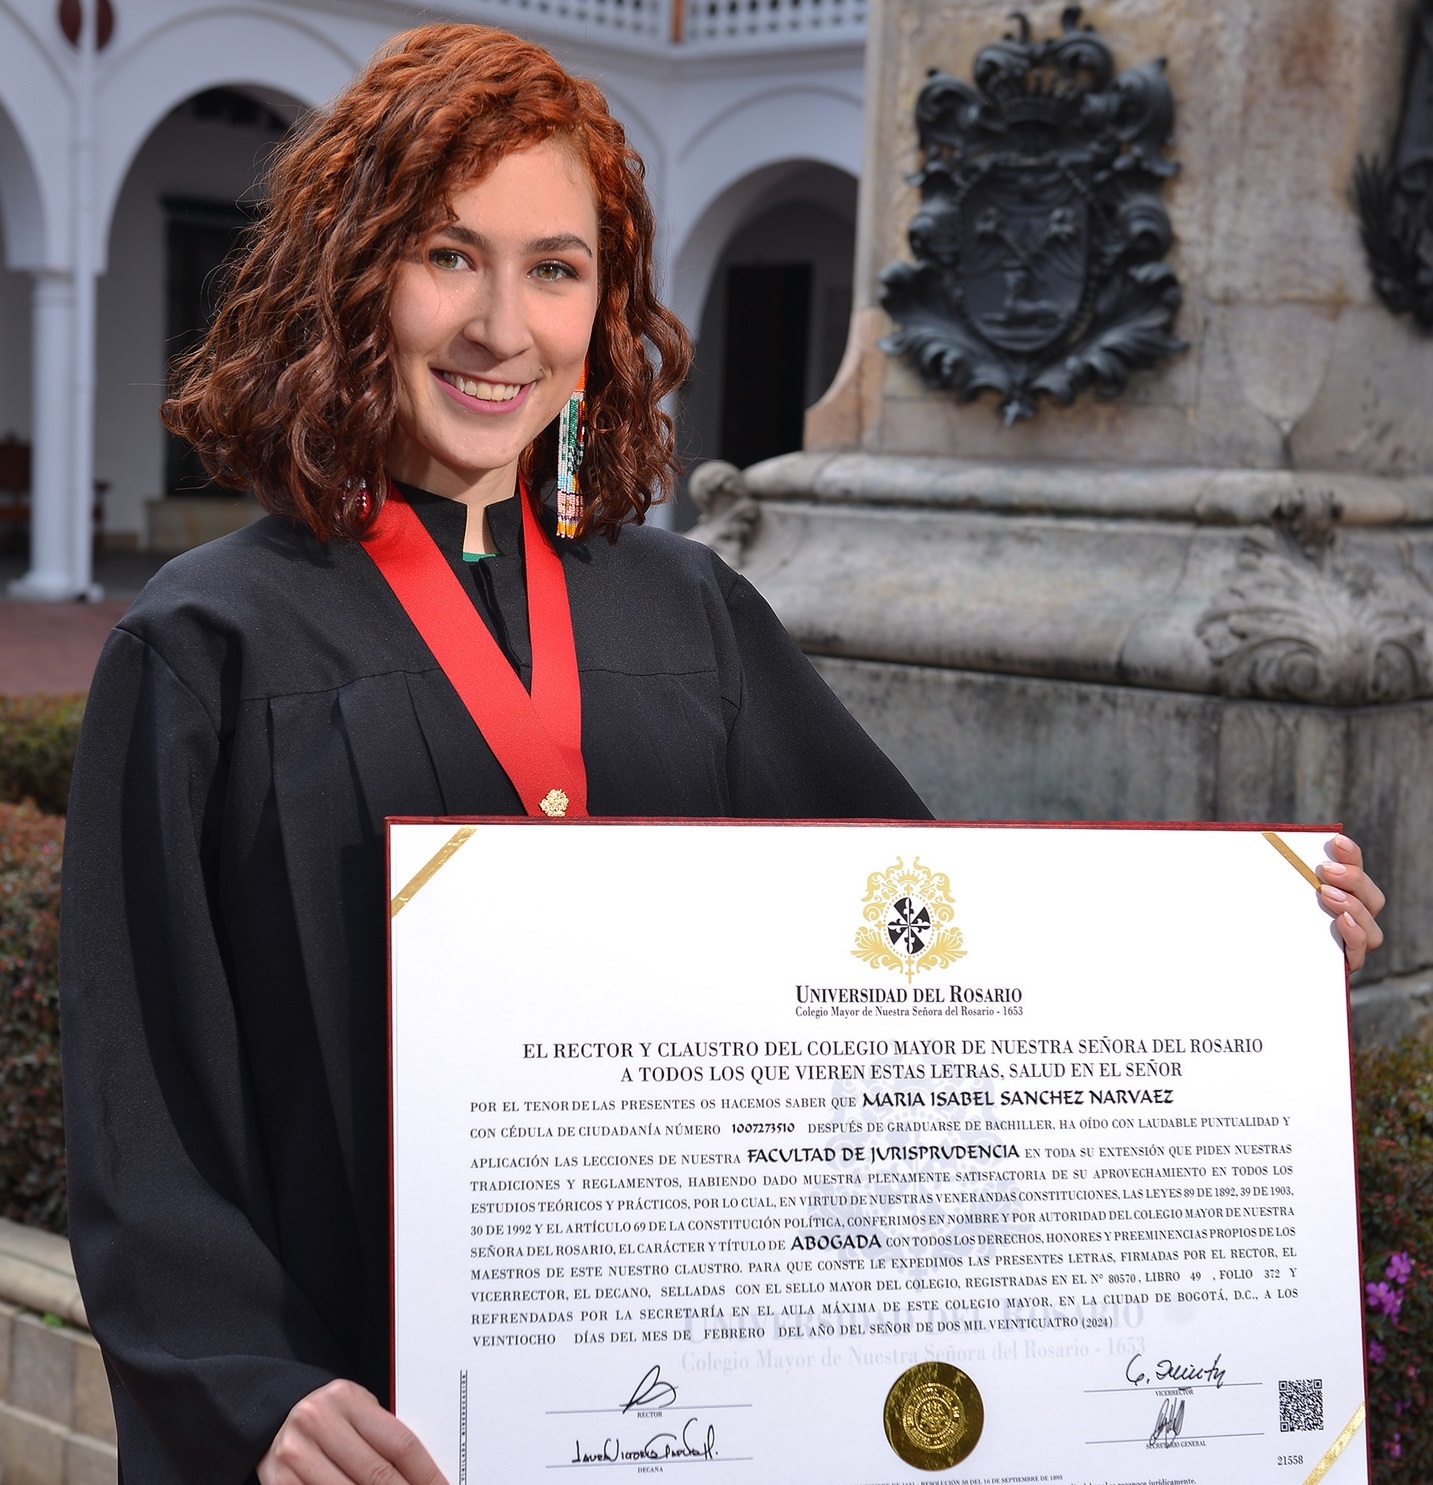 UNIVERSIDAD DEL ROSARIO
Colegio Mayor de Nuestra Señora del Rosario - 1653
EL RECTOR Y CLAUSTRO DEL COLEGIO MAYOR DE NUESTRA SEÑORA DEL ROSARIO
A TODOS LOS QUE VIEREN ESTAS LETRAS, SALUD EN EL SEÑOR
POR EL TENOR DE LAS PRESENTES OS HACEMOS SABER QUE MARIA ISABEL SANCHEZ NARVAEZ
CON CÉDULA DE CIUDADANÍA NÚMERO 1007273510 DESPUÉS DE GRADUARSE DE BACHILLER, HA OÍDO CON LAUDABLE PUNTUALIDAD Y
APLICACIÓN LAS LECCIONES DE NUESTRA FACULTAD DE JURISPRUDENCIA EN TODA SU EXTENSIÓN QUE PIDEN NUESTRAS
TRADICIONES Y REGLAMENTOS, HABIENDO DADO MUESTRA PLENAMENTE SATISFACTORIA DE SU APROVECHAMIENTO EN TODOS LOS
ESTUDIOS TEÓRICOS Y PRÁCTICOS, POR LO CUAL, EN VIRTUD DE NUESTRAS VENERANDAS CONSTITUCIONES, LAS LEYES 89 DE 1892, 39 DE 1903,
30 DE 1992 Y EL ARTÍCULO 69 DE LA CONSTITUCIÓN POLÍTICA, CONFERIMOS EN NOMBRE Y POR AUTORIDAD DEL COLEGIO MAYOR DE NUESTRA
SEÑORA DEL ROSARIO, EL CARÁCTER Y TÍTULO DE ABOGADA CON TODOS LOS DERECHOS, HONORES Y PREEMINENCIAS PROPIOS DE LOS
MAESTROS DE ESTE NUESTRO CLAUSTRO. PARA QUE CONSTE LE EXPEDIMOS LAS PRESENTES LETRAS, FIRMADAS POR EL RECTOR, EL
VICERRECTOR, EL DECANO, SELLADAS CON EL SELLO MAYOR DEL COLEGIO, REGISTRADAS EN EL N° 80570, LIBRO 49 , FOLIO 372 Y
REFRENDADAS POR LA SECRETARÍA EN EL AULA MÁXIMA DE ESTE COLEGIO MAYOR, EN LA CIUDAD DE BOGOTÁ, D.C., A LOS
VEINTIOCHO DÍAS DEL MES DE FEBRERO DEL AÑO DEL SEÑOR DE DOS MIL VEINTICUATRO (2024)
UNIVERSIDAD DEL ROSARIO
Colegio Mayor de Nuestra Señora del Rosario - 1653
RECTOR
VICERRECTOR
DECANA
SECRETARIO GENERAL
21558
RESOLUCIÓN 58 DEL 16 DE SEPTIEMBRE DE 1895
jurídicamente.